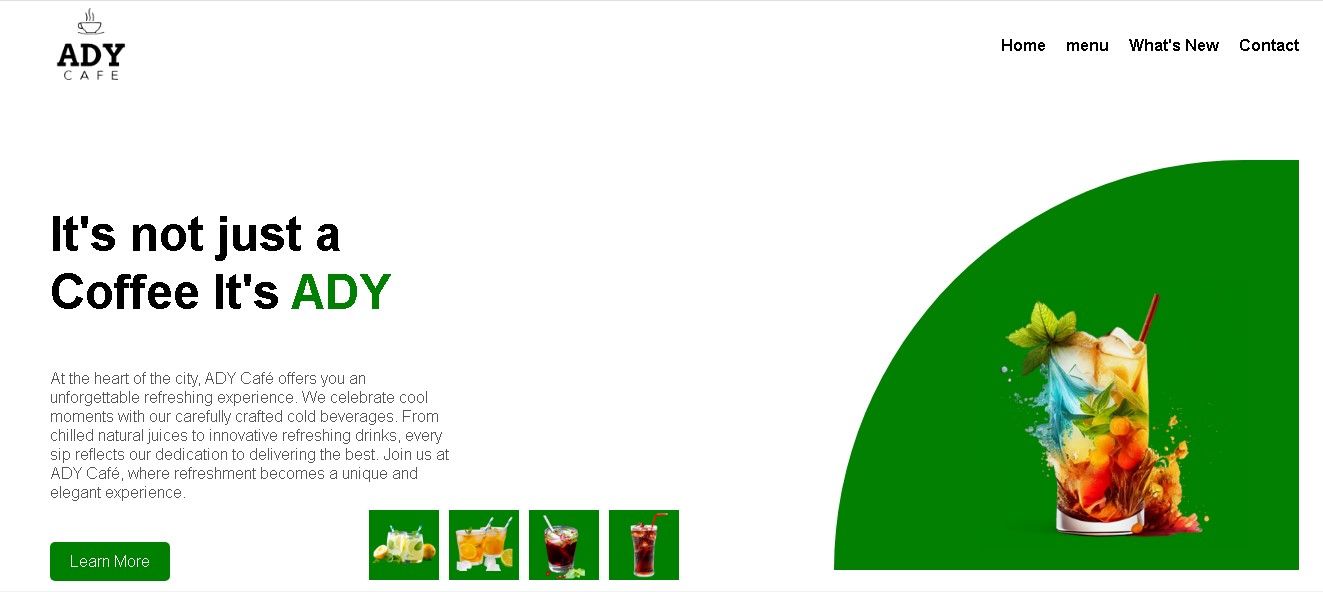 ADY
CAFE
Home menu What's New Contact
It's not just a
Coffee It's ADY
At the heart of the city, ADY Café offers you an
unforgettable refreshing experience. We celebrate cool
moments with our carefully crafted cold beverages. From
chilled natural juices to innovative refreshing drinks, every
sip reflects our dedication to delivering the best. Join us at
ADY Café, where refreshment becomes a unique and
elegant experience.
Learn More